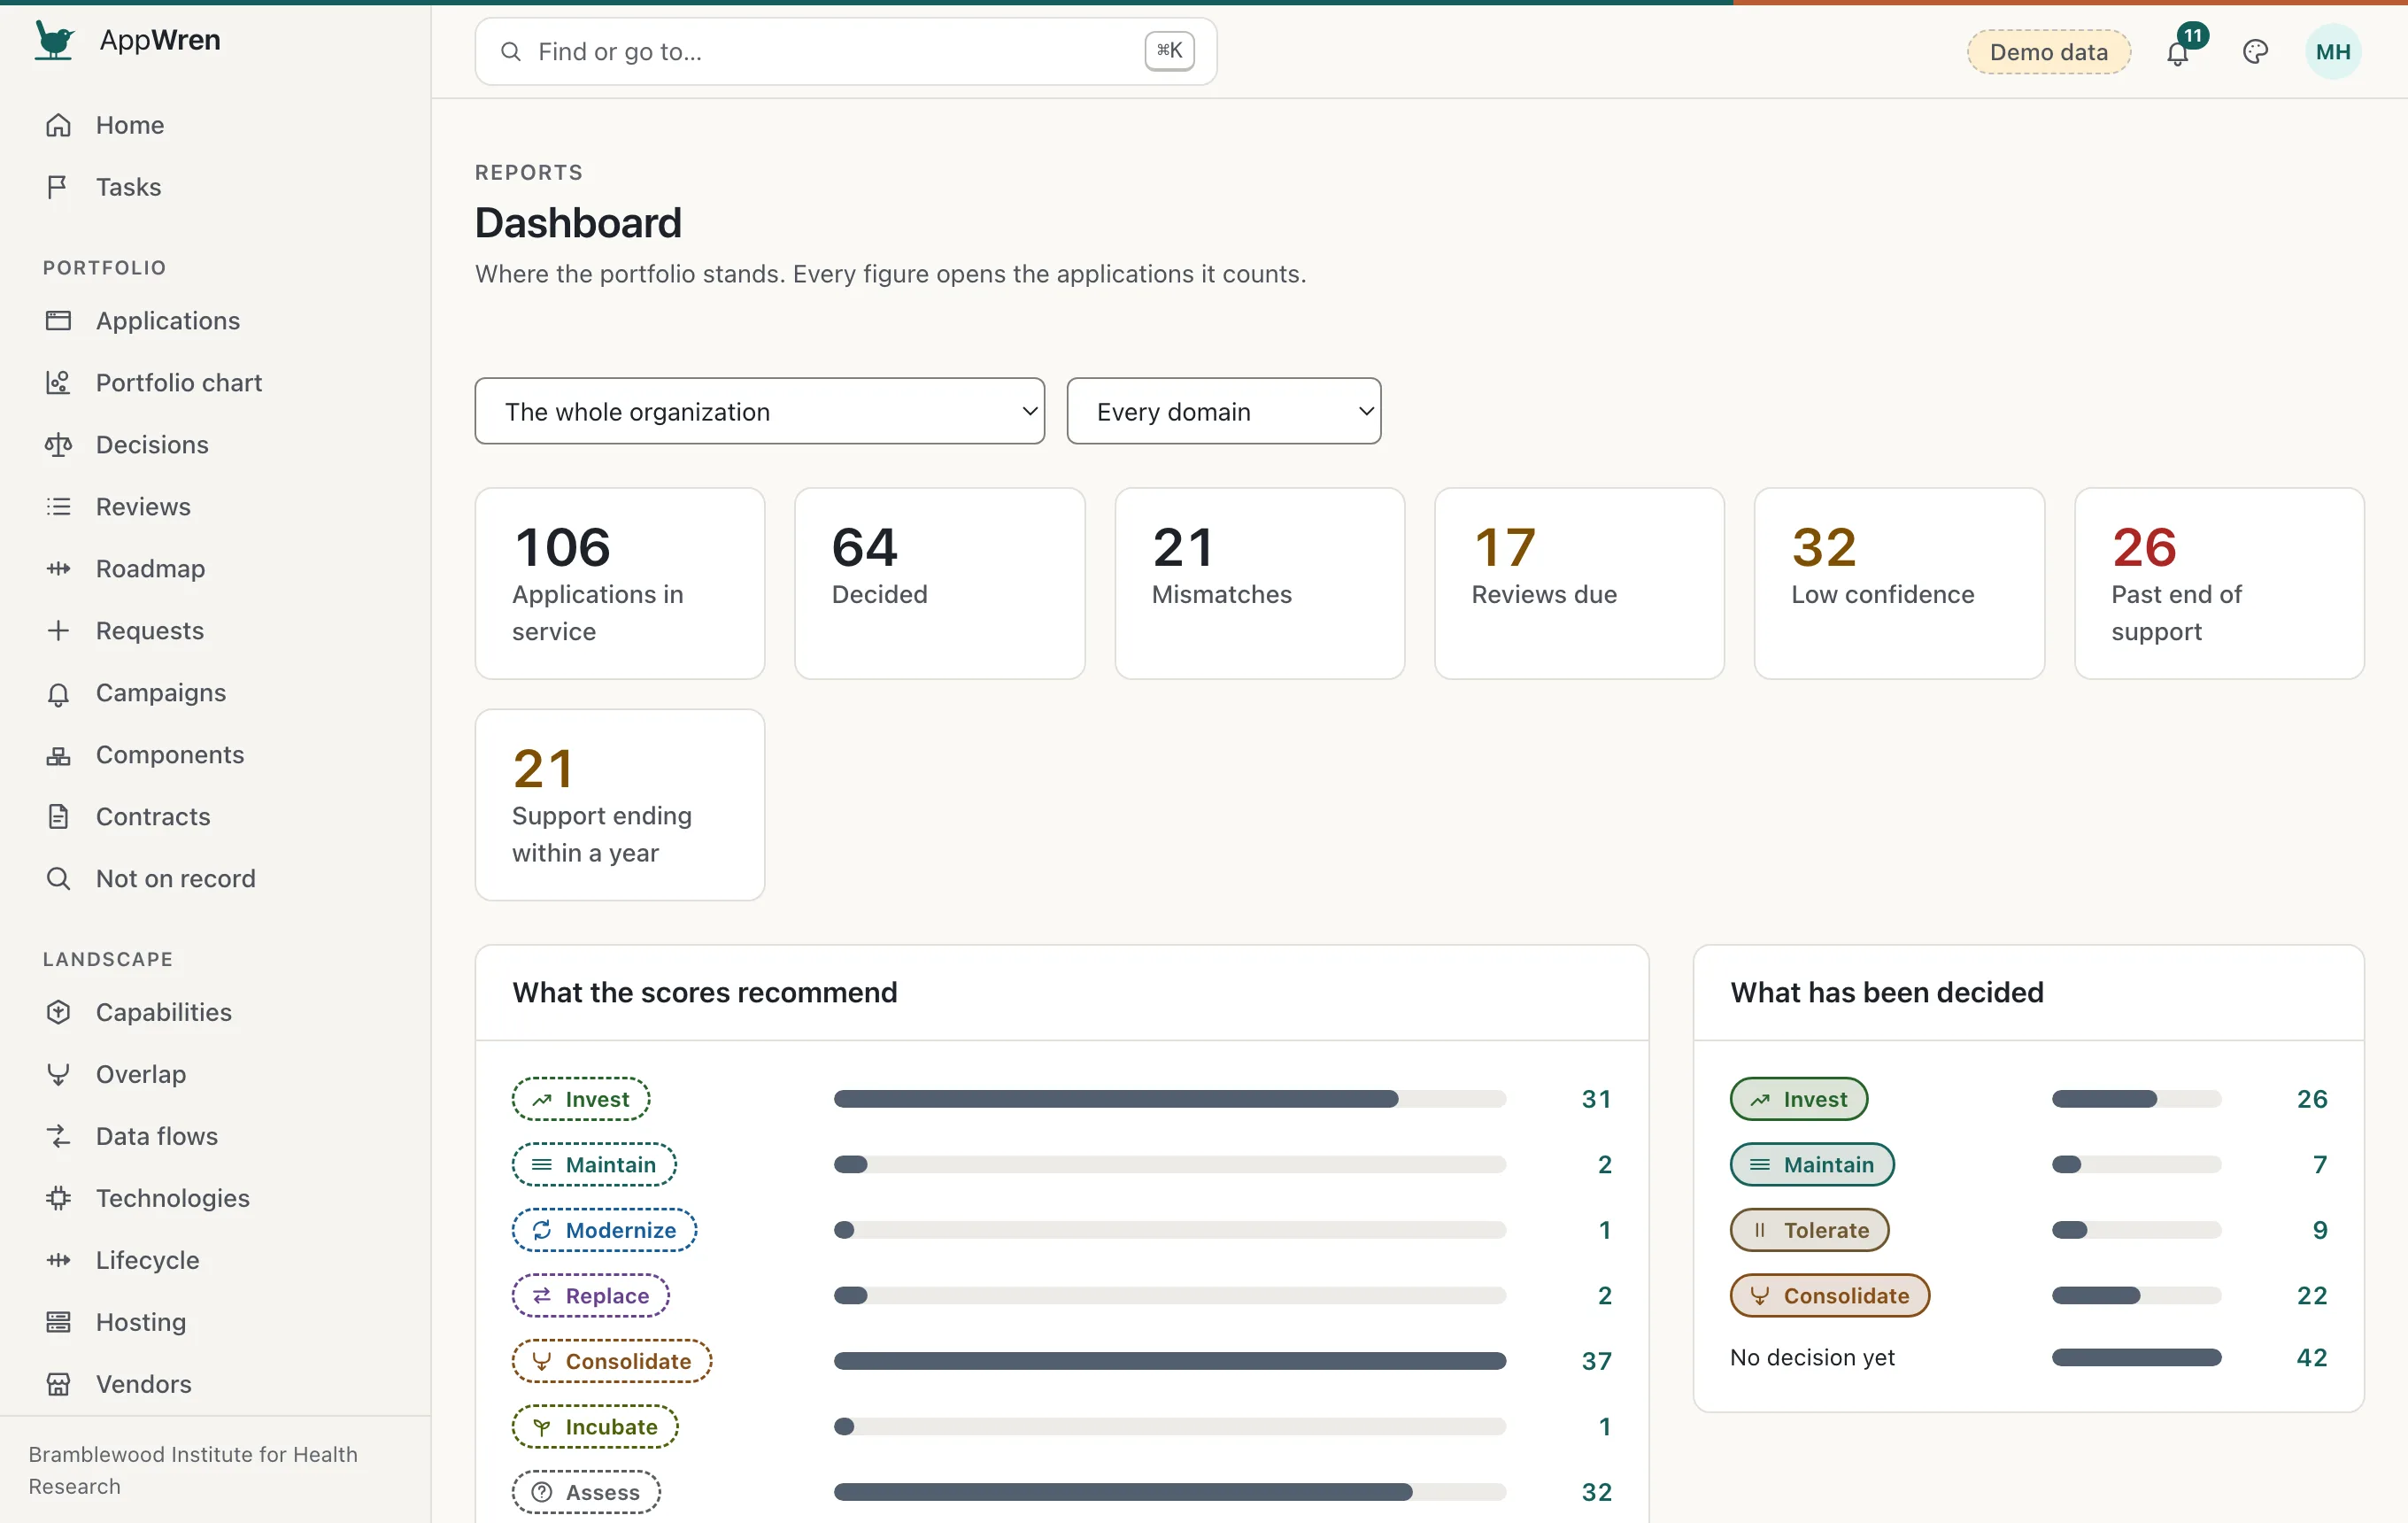 AppWren
Find or go to...
⌘K
Demo data
11
MH
Home
Tasks
PORTFOLIO
Applications
Portfolio chart
Decisions
Reviews
Roadmap
Requests
Campaigns
Components
Contracts
Not on record
LANDSCAPE
Capabilities
Overlap
Data flows
Technologies
Lifecycle
Hosting
Vendors
Bramblewood Institute for Health
Research
REPORTS
Dashboard
Where the portfolio stands. Every figure opens the applications it counts.
The whole organization
Every domain
106
Applications in
service
64
Decided
21
Mismatches
17
Reviews due
32
Low confidence
26
Past end of
support
21
Support ending
within a year
What the scores recommend
Invest 31
Maintain 2
Modernize 1
Replace 2
Consolidate 37
Incubate 1
Assess 32
What has been decided
Invest 26
Maintain 7
Tolerate 9
Consolidate 22
No decision yet 42